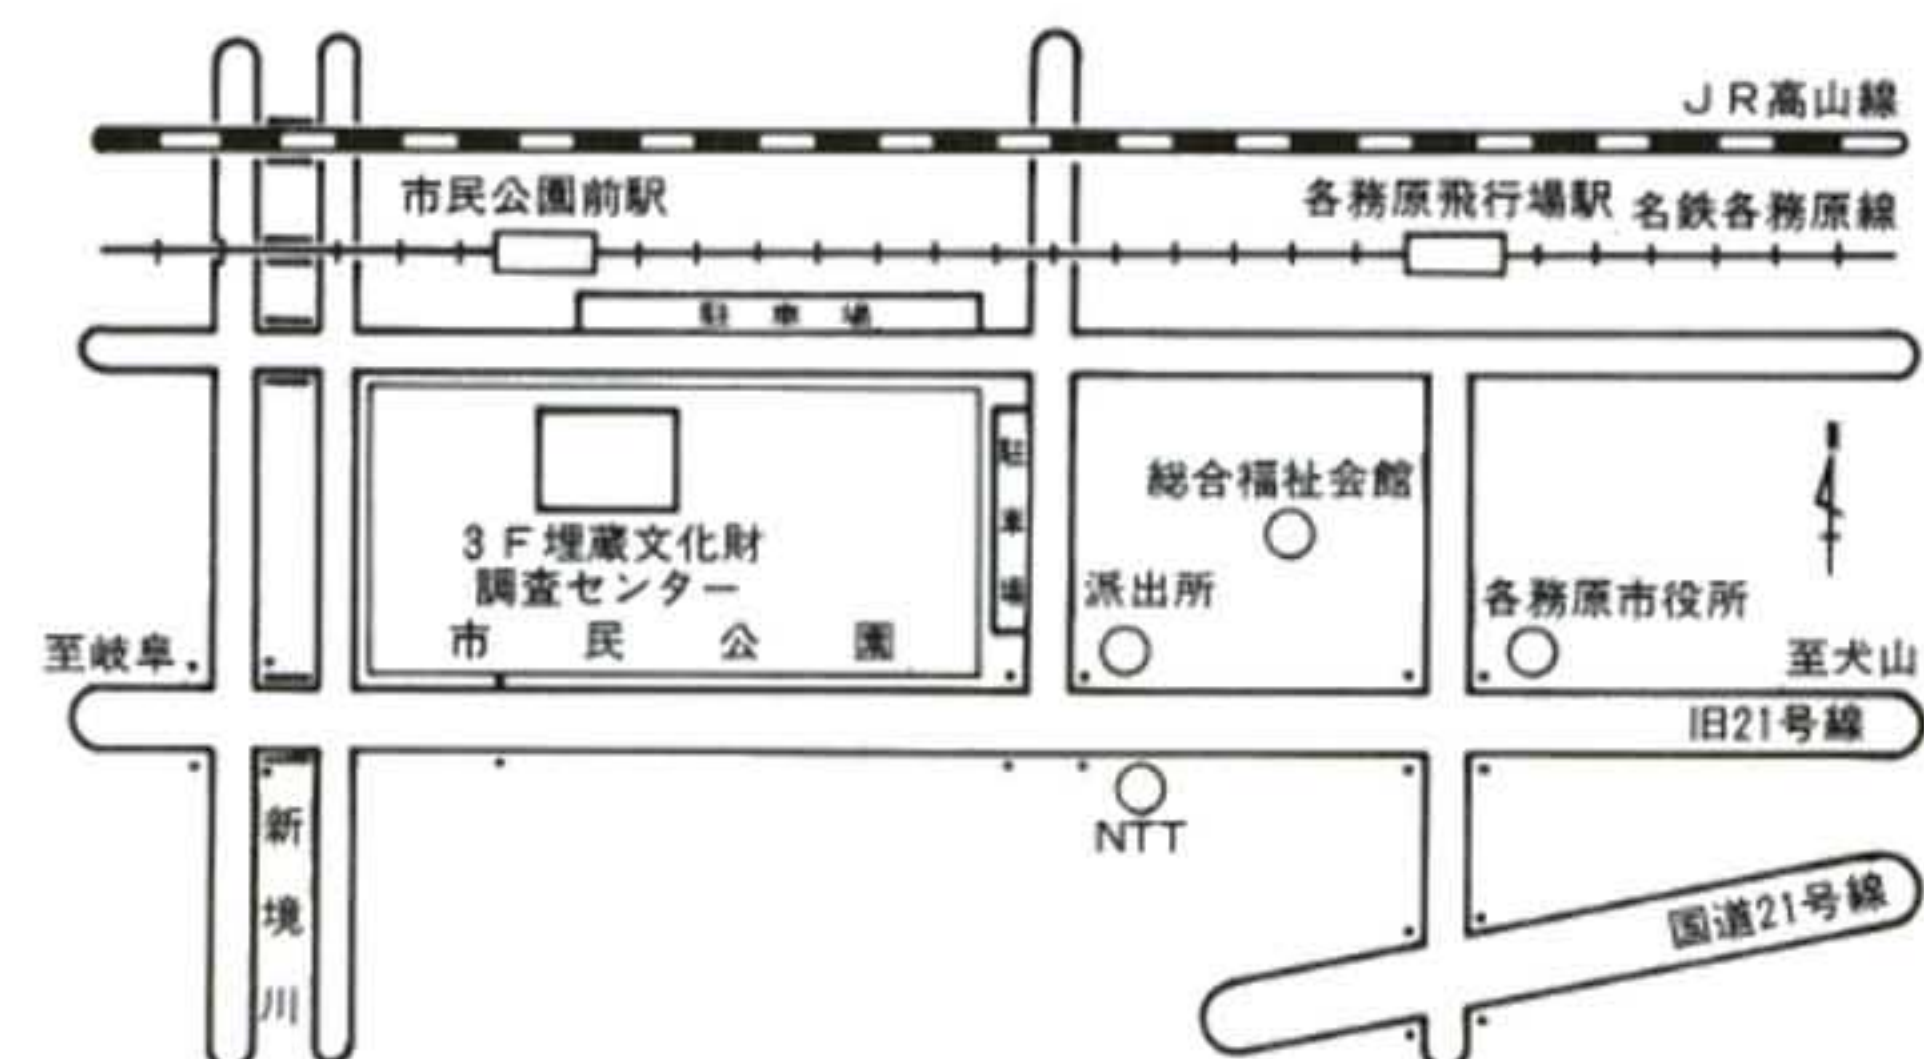 JR高山線
市民公園前駅
各務原飛行場駅
名鉄各務原線
駐車場
駐車場
総合福祉会館
3F埋蔵文化財
調査センター
派出所
各務原市役所
市民公園
至岐阜
至犬山
旧21号線
NTT
新境川
国道21号線